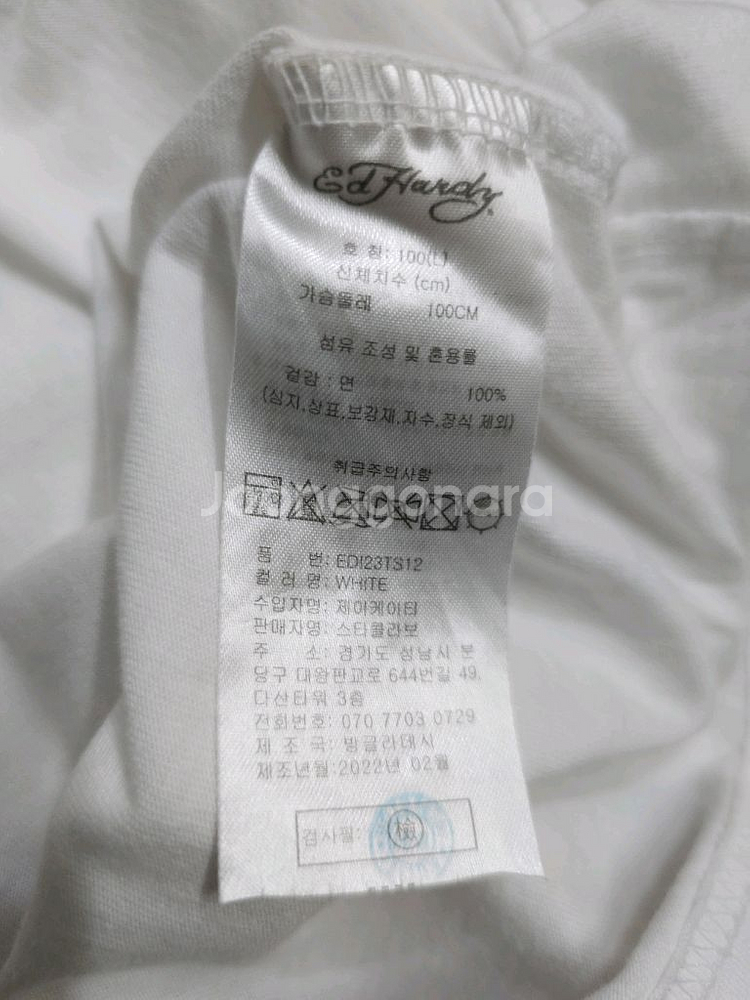 Ed Hardy
호 칭: 100(L)
신체치수 (cm)
가슴둘레 100CM
섬유 조성 및 혼용률
겉감 : 면 100%
(심지,상표,보강재,자수,장식 제외)
취급주의사항
Joongonara
품 번: EDI23TS12
컬 러 명: WHITE
수입자명: 제이케이티
판매자명: 스타콜라보
주 소: 경기도 성남시 분
당구 대왕판교로 644번길 49,
다산타워 3층
전화번호: 070 7703 0729
제 조 국: 방글라데시
제조년월:2022년 02월
검사필: 檢